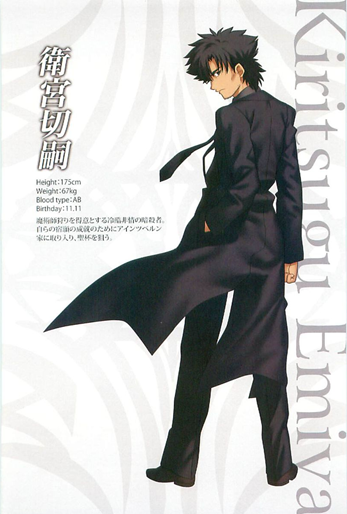 衛宮切嗣
Height:175cm
Weight:67kg
Blood type:AB
Birthday:11.11
魔術師狩りを得意とする冷酷非情の暗殺者。
自らの宿願の成就のためにアインツベルン
家に取り入り、聖杯を狙う。
Kiritsugu Emiya